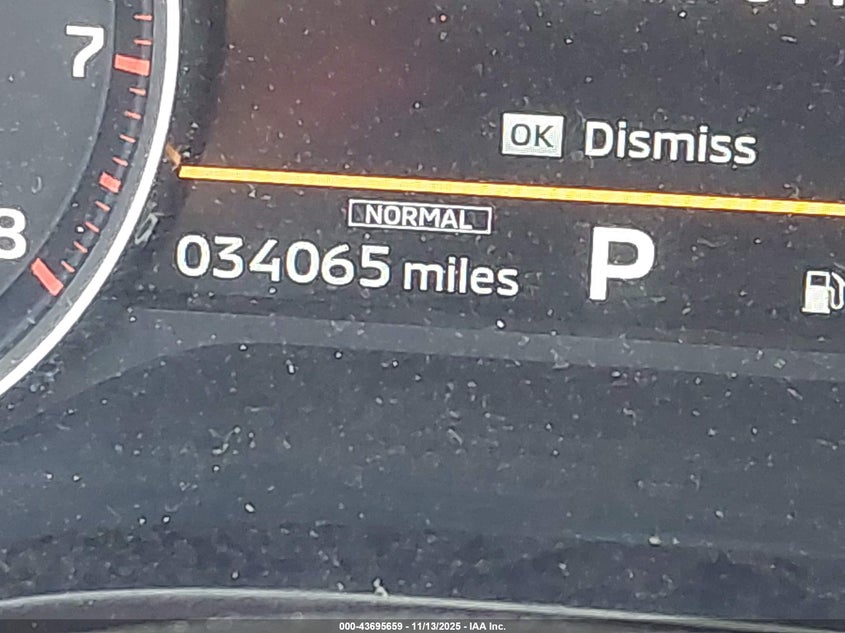 7
OK Dismiss
NORMAL
8
034065 miles P
000-43695659 - 11/13/2025 - IAA Inc.